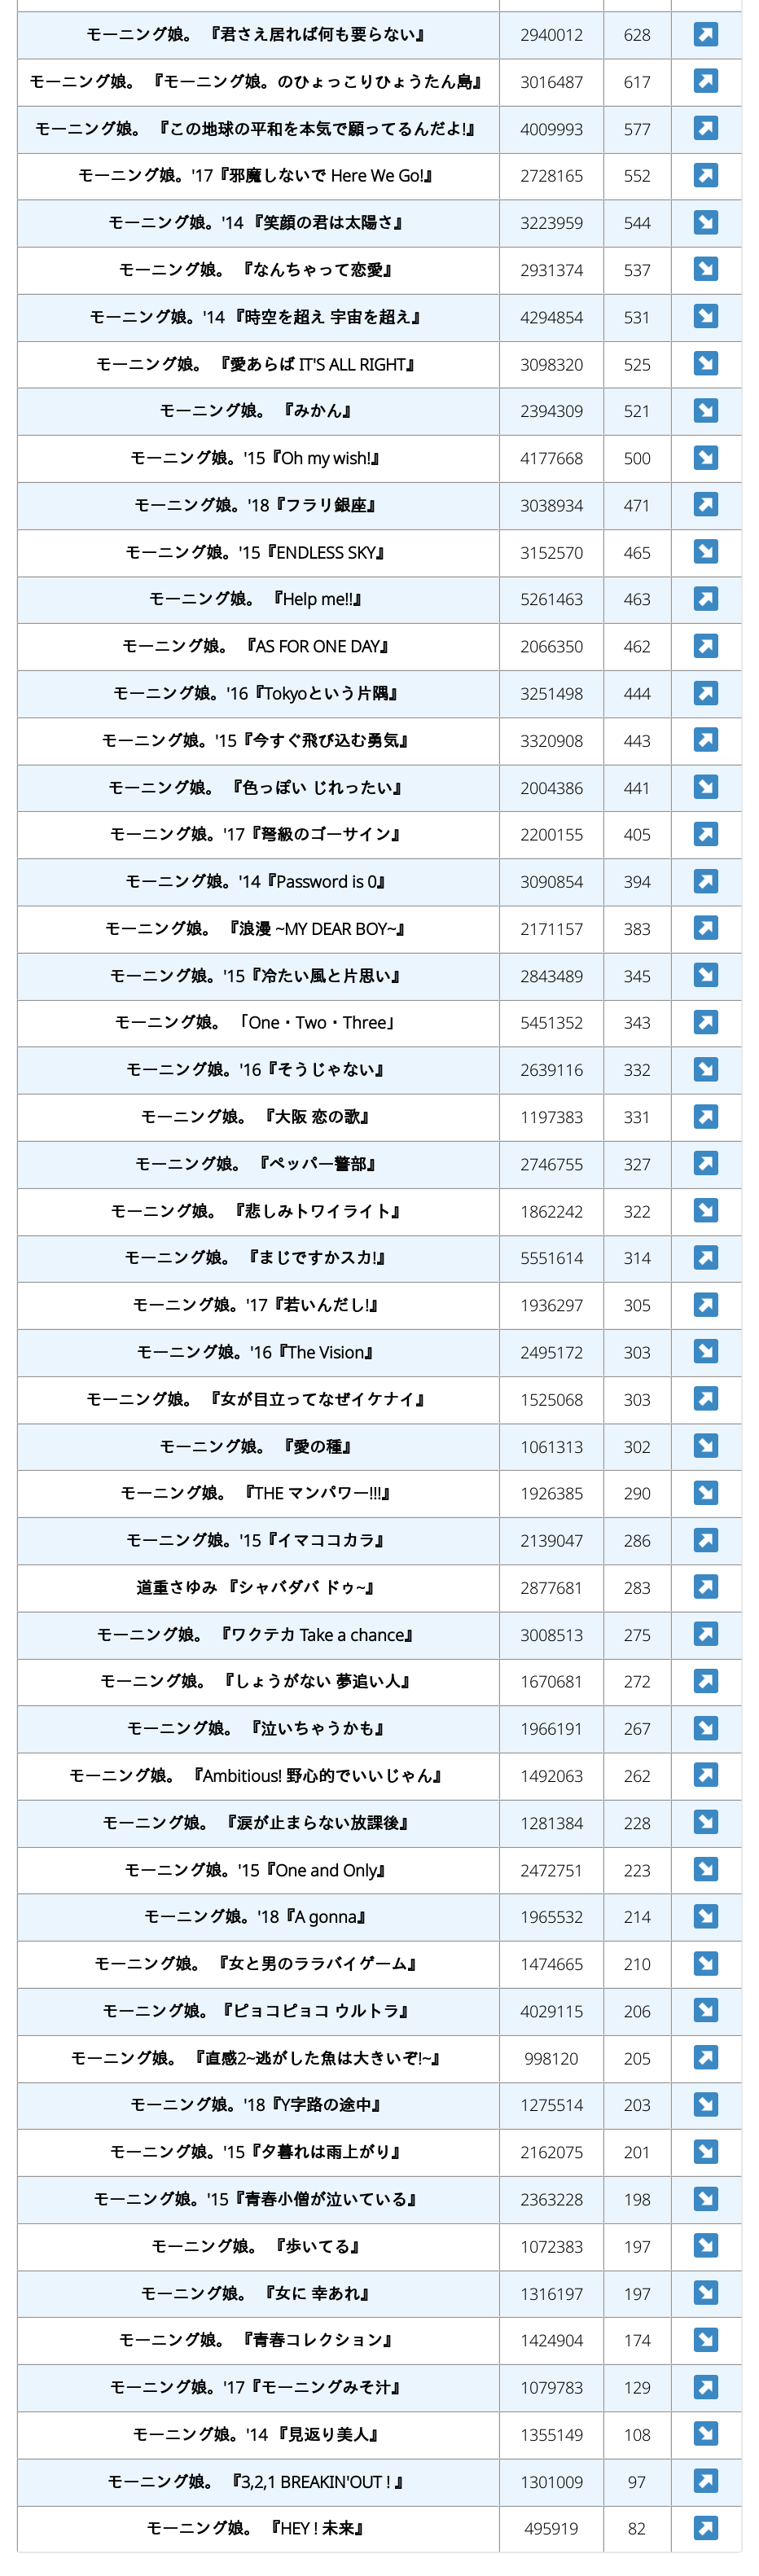 モーニング娘。 『君さえ居れば何も要らない』 2940012 628 ↗
モーニング娘。 『モーニング娘。のひょっこりひょうたん島』 3016487 617 ↗
モーニング娘。 『この地球の平和を本気で願ってるんだよ!』 4009993 577 ↗
モーニング娘。'17『邪魔しないで Here We Go!』 2728165 552 ↗
モーニング娘。'14 『笑顔の君は太陽さ』 3223959 544 ↘
モーニング娘。 『なんちゃって恋愛』 2931374 537 ↘
モーニング娘。'14 『時空を超え 宇宙を超え』 4294854 531 ↘
モーニング娘。 『愛あらば IT'S ALL RIGHT』 3098320 525 ↘
モーニング娘。 『みかん』 2394309 521 ↘
モーニング娘。'15『Oh my wish!』 4177668 500 ↘
モーニング娘。'18『フラリ銀座』 3038934 471 ↗
モーニング娘。'15『ENDLESS SKY』 3152570 465 ↘
モーニング娘。 『Help me!!』 5261463 463 ↗
モーニング娘。 『AS FOR ONE DAY』 2066350 462 ↗
モーニング娘。'16『Tokyoという片隅』 3251498 444 ↗
モーニング娘。'15『今すぐ飛び込む勇気』 3320908 443 ↗
モーニング娘。 『色っぽい じれったい』 2004386 441 ↘
モーニング娘。'17『弩級のゴーサイン』 2200155 405 ↗
モーニング娘。'14『Password is 0』 3090854 394 ↗
モーニング娘。 『浪漫 ~MY DEAR BOY~』 2171157 383 ↗
モーニング娘。'15『冷たい風と片思い』 2843489 345 ↘
モーニング娘。 「One・Two・Three」 5451352 343 ↗
モーニング娘。'16『そうじゃない』 2639116 332 ↘
モーニング娘。 『大阪 恋の歌』 1197383 331 ↗
モーニング娘。 『ペッパー警部』 2746755 327 ↗
モーニング娘。 『悲しみトワイライト』 1862242 322 ↘
モーニング娘。 『まじですかスカ!』 5551614 314 ↗
モーニング娘。'17『若いんだし!』 1936297 305 ↗
モーニング娘。'16『The Vision』 2495172 303 ↘
モーニング娘。 『女が目立ってなぜイケナイ』 1525068 303 ↗
モーニング娘。 『愛の種』 1061313 302 ↘
モーニング娘。 『THE マンパワー!!!』 1926385 290 ↘
モーニング娘。'15『イマココカラ』 2139047 286 ↗
道重さゆみ 『シャバダバ ドゥ~』 2877681 283 ↗
モーニング娘。 『ワクテカ Take a chance』 3008513 275 ↗
モーニング娘。 『しょうがない 夢追い人』 1670681 272 ↗
モーニング娘。 『泣いちゃうかも』 1966191 267 ↘
モーニング娘。 『Ambitious! 野心的でいいじゃん』 1492063 262 ↗
モーニング娘。 『涙が止まらない放課後』 1281384 228 ↘
モーニング娘。'15『One and Only』 2472751 223 ↘
モーニング娘。'18『A gonna』 1965532 214 ↘
モーニング娘。 『女と男のララバイゲーム』 1474665 210 ↘
モーニング娘。『ピョコピョコ ウルトラ』 4029115 206 ↘
モーニング娘。 『直感2~逃がした魚は大きいぞ!~』 998120 205 ↗
モーニング娘。'18『Y字路の途中』 1275514 203 ↘
モーニング娘。'15『夕暮れは雨上がり』 2162075 201 ↘
モーニング娘。'15『青春小僧が泣いている』 2363228 198 ↘
モーニング娘。 『歩いてる』 1072383 197 ↘
モーニング娘。 『女に 幸あれ』 1316197 197 ↘
モーニング娘。 『青春コレクション』 1424904 174 ↘
モーニング娘。'17『モーニングみそ汁』 1079783 129 ↗
モーニング娘。'14 『見返り美人』 1355149 108 ↘
モーニング娘。 『3,2,1 BREAKIN'OUT ! 』 1301009 97 ↗
モーニング娘。 『HEY ! 未来』 495919 82 ↗